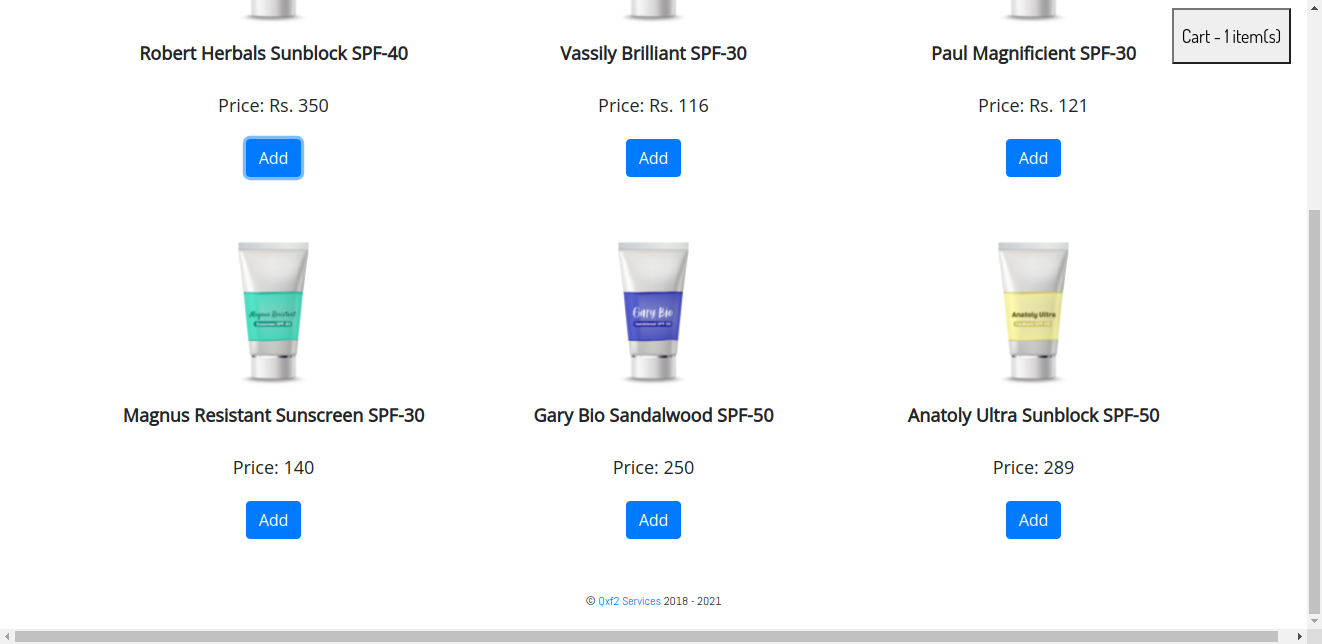 Cart - 1 item(s)
Robert Herbals Sunblock SPF-40
Vassily Brilliant SPF-30
Paul Magnificient SPF-30
Price: Rs. 350
Price: Rs. 116
Price: Rs. 121
Add
Add
Add
Magnus Resistant
Sunscreen SPF-30
Gary Bio
Sandalwood SPF-50
Anatoly Ultra
Sunblock SPF-50
Magnus Resistant Sunscreen SPF-30
Gary Bio Sandalwood SPF-50
Anatoly Ultra Sunblock SPF-50
Price: 140
Price: 250
Price: 289
Add
Add
Add
© Qxf2 Services 2018 - 2021